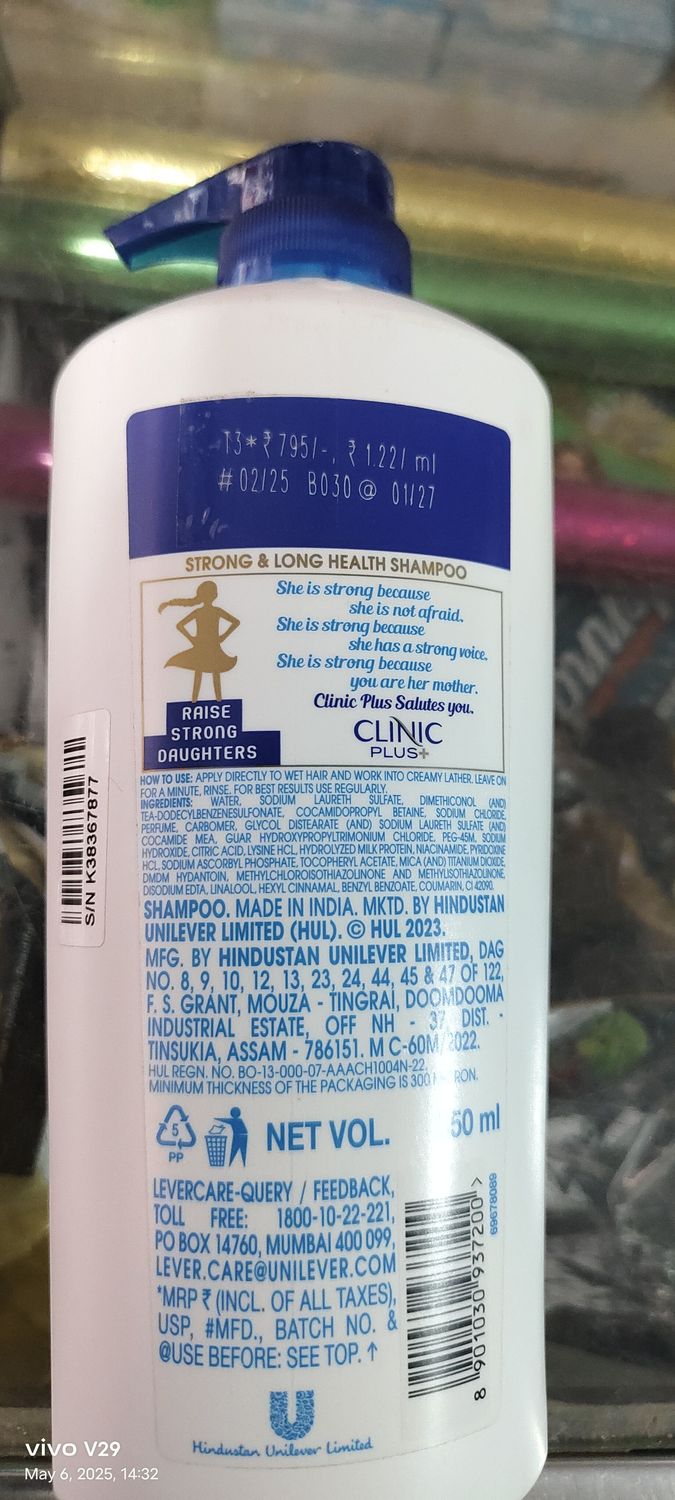 T3*₹795/-, ₹1.22/ ml
#02/25 B030@ 01/27
STRONG & LONG HEALTH SHAMPOO
She is strong because
she is not afraid.
She is strong because
she has a strong voice.
She is strong because
you are her mother.
Clinic Plus Salutes you.
RAISE
STRONG
DAUGHTERS
CLINIC
PLUS+
HOW TO USE: APPLY DIRECTLY TO WET HAIR AND WORK INTO CREAMY LATHER. LEAVE ON
FOR A MINUTE, RINSE. FOR BEST RESULTS USE REGULARLY.
INGREDIENTS: WATER, SODIUM LAURETH SULFATE, DIMETHICONOL (AND)
TEA-DODECYLBENZENESULFONATE, COCAMIDOPROPYL BETAINE, SODIUM CHLORIDE,
PERFUME, CARBOMER, GLYCOL DISTEARATE (AND) SODIUM LAURETH SULFATE (AND)
COCAMIDE MEA, GUAR HYDROXYPROPYLTRIMONIUM CHLORIDE, PEG-45M, SODIUM
HYDROXIDE, CITRIC ACID, LYSINE HCL, HYDROLYZED MILK PROTEIN, NIACINAMIDE, PYRIDOXINE
HCL, SODIUM ASCORBYL PHOSPHATE, TOCOPHERYL ACETATE, MICA (AND) TITANIUM DIOXIDE,
DMDM HYDANTOIN, METHYLCHLOROISOTHIAZOLINONE AND METHYLISOTHIAZOLINONE,
DISODIUM EDTA, LINALOOL, HEXYL CINNAMAL, BENZYL BENZOATE, COUMARIN, CI 42090.
SHAMPOO. MADE IN INDIA. MKTD. BY HINDUSTAN
UNILEVER LIMITED (HUL). © HUL 2023.
MFG. BY HINDUSTAN UNILEVER LIMITED, DAG
NO. 8, 9, 10, 12, 13, 23, 24, 44, 45 & 47 OF 122,
F. S. GRANT, MOUZA - TINGRAI, DOOMDOOMA
INDUSTRIAL ESTATE, OFF NH - 37, DIST. -
TINSUKIA, ASSAM - 786151. M C-60M/2022.
HUL REGN. NO. BO-13-000-07-AAACH1004N-22.
MINIMUM THICKNESS OF THE PACKAGING IS 300
S/N K38367877
5
PP
NET VOL. 50 ml
LEVERCARE-QUERY / FEEDBACK,
TOLL FREE: 1800-10-22-221,
PO BOX 14760, MUMBAI 400 099,
LEVER.CARE@UNILEVER.COM
*MRP ₹ (INCL. OF ALL TAXES),
USP, #MFD., BATCH NO. &
@USE BEFORE: SEE TOP. ↑
8 901030 937200 >
69678089
Hindustan Unilever Limited
vivo V29
May 6, 2025, 14:32